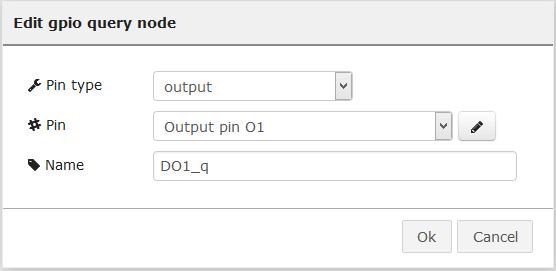 Edit gpio query node
Pin type output
Pin Output pin O1
Name DO1_q
Ok Cancel